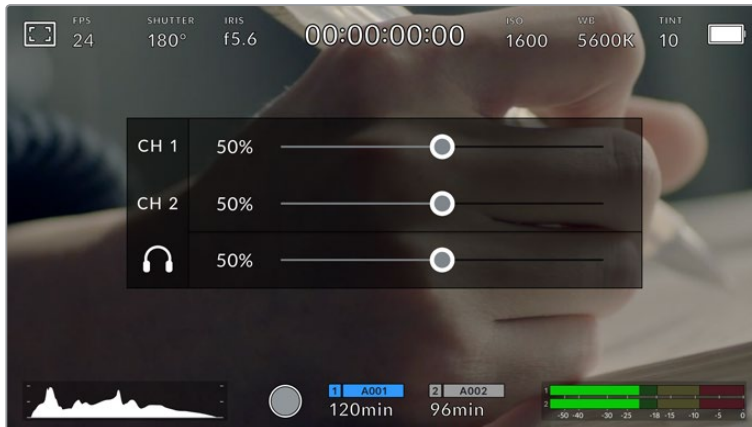 FPS SHUTTER IRIS ISO WB TINT
24 180° f5.6 00:00:00:00 1600 5600K 10
CH 1 50%
CH 2 50%
50%
1 A001 2 A002
120min 96min
1
2
-50 -40 -30 -25 -18 -15 -10 -5 0